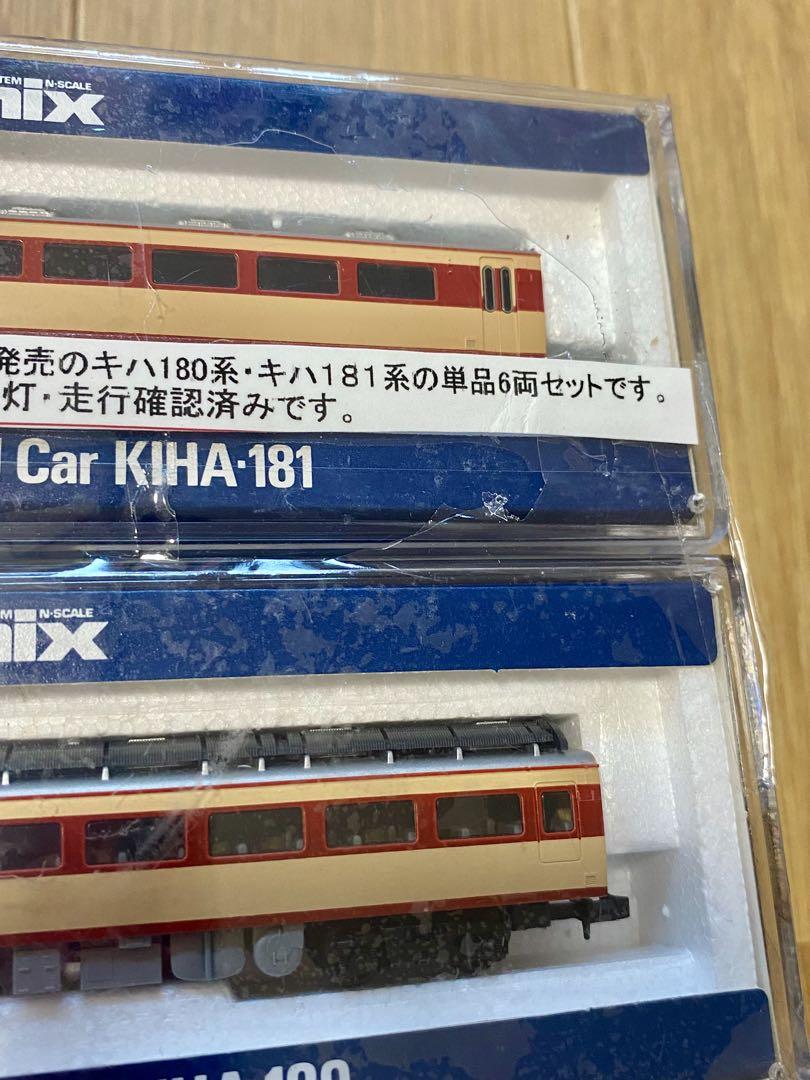 TEM N-SCALE
nix
発売のキハ180系・キハ181系の単品6両セットです。
灯・走行確認済みです。
Car KIHA・181
M N-SCALE
nix